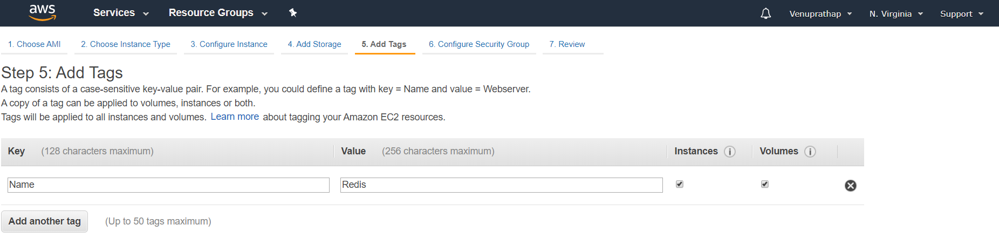 aws Services Resource Groups Venuprathap N. Virginia Support
1. Choose AMI 2. Choose Instance Type 3. Configure Instance 4. Add Storage 5. Add Tags 6. Configure Security Group 7. Review
Step 5: Add Tags
A tag consists of a case-sensitive key-value pair. For example, you could define a tag with key = Name and value = Webserver.
A copy of a tag can be applied to volumes, instances or both.
Tags will be applied to all instances and volumes. Learn more about tagging your Amazon EC2 resources.
Key (128 characters maximum) Value (256 characters maximum) Instances i Volumes i
Name Redis
Add another tag (Up to 50 tags maximum)